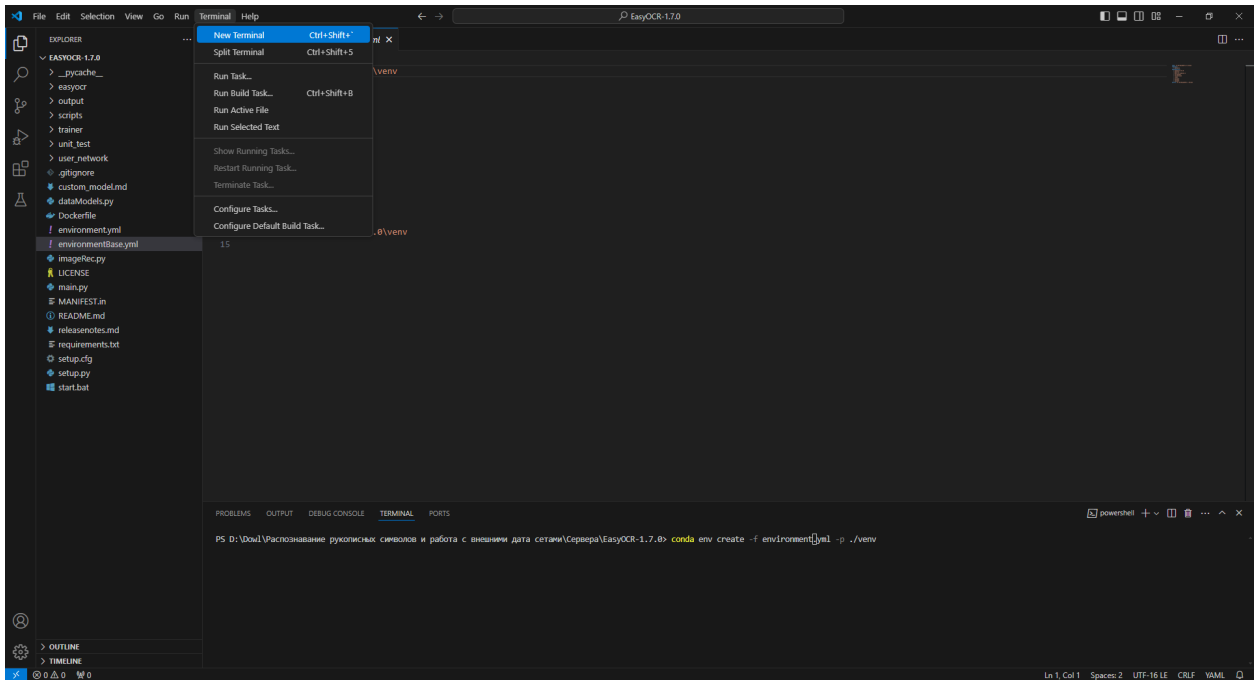 File Edit Selection View Go Run Terminal Help
EasyOCR-1.7.0
EXPLORER
EASYOCR-1.7.0
__pycache__
easyocr
output
scripts
trainer
unit_test
user_network
.gitignore
custom_model.md
dataModels.py
Dockerfile
environment.yml
environmentBase.yml
imageRec.py
LICENSE
main.py
MANIFEST.in
README.md
releasenotes.md
requirements.txt
setup.cfg
setup.py
start.bat
OUTLINE
TIMELINE
New Terminal Ctrl+Shift+`
Split Terminal Ctrl+Shift+5
Run Task...
Run Build Task... Ctrl+Shift+B
Run Active File
Run Selected Text
Show Running Tasks...
Restart Running Task...
Terminate Task...
Configure Tasks...
Configure Default Build Task...
ml
\venv
.0\venv
15
PROBLEMS OUTPUT DEBUG CONSOLE TERMINAL PORTS
powershell
PS D:\Dowl\Распознавание рукописных символов и работа с внешними дата сетами\Сервера\EasyOCR-1.7.0> conda env create -f environment.yml -p ./venv
0 0 0
Ln 1, Col 1 Spaces: 2 UTF-16 LE CRLF YAML